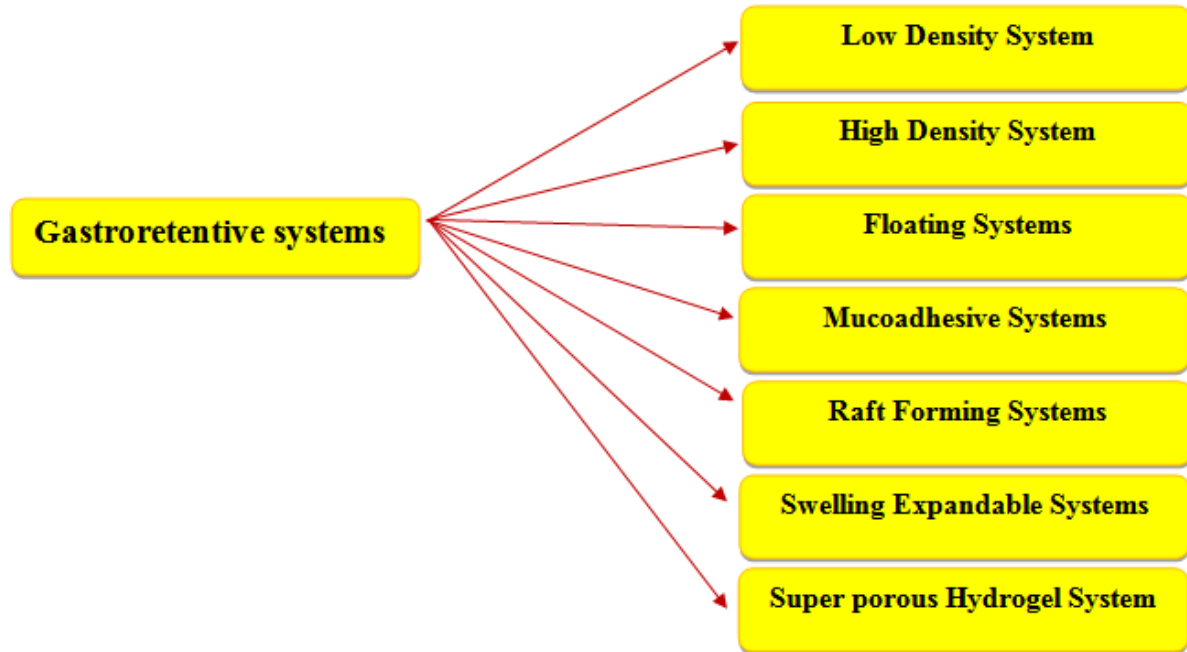 Gastroretentive systems
Low Density System
High Density System
Floating Systems
Mucoadhesive Systems
Raft Forming Systems
Swelling Expandable Systems
Super porous Hydrogel System